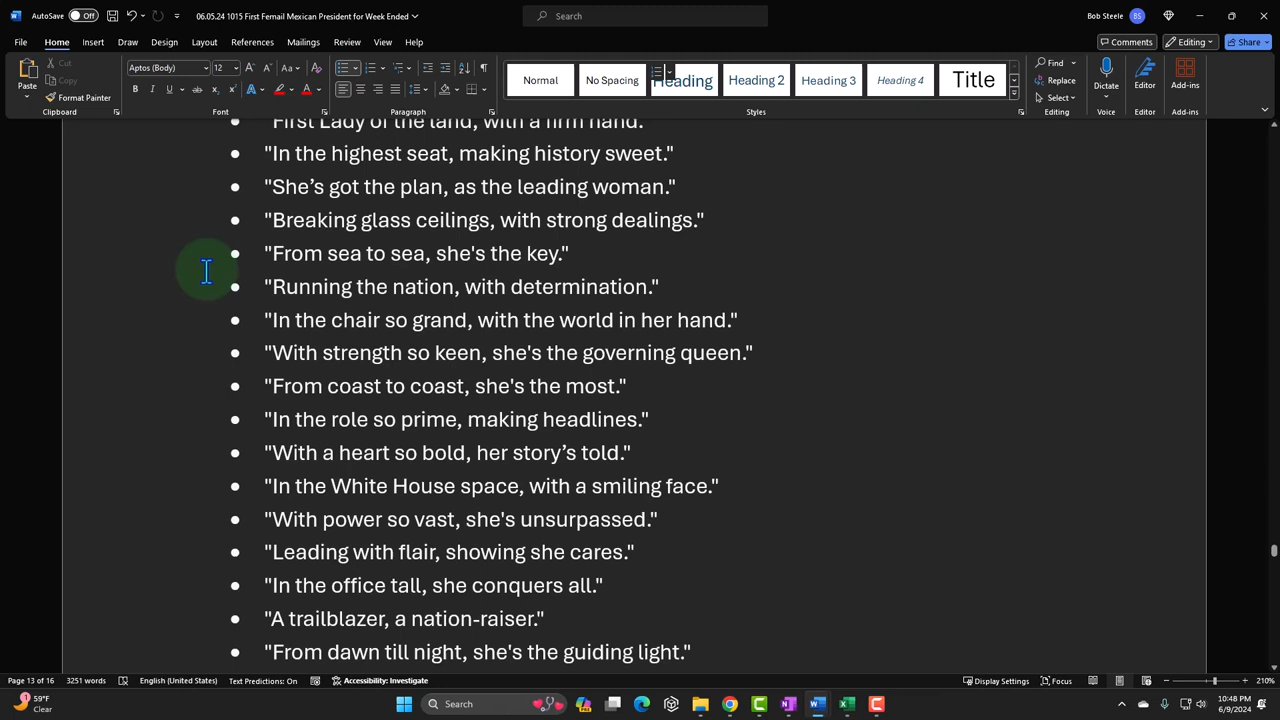 AutoSave Off 06.05.24 1015 First Femail Mexican President for Week Ended Search Bob Steele BS
File Home Insert Draw Design Layout References Mailings Review View Help Comments Editing Share
Paste Cut Copy Format Painter Aptos (Body) 12 Normal No Spacing Heading Heading 2 Heading 3 Heading 4 Title Find Replace Select Dictate Editor Add-ins
Clipboard Font Paragraph Styles Editing Voice Editor Add-ins
"First Lady of the land, with a firm hand."
"In the highest seat, making history sweet."
"She’s got the plan, as the leading woman."
"Breaking glass ceilings, with strong dealings."
"From sea to sea, she's the key."
"Running the nation, with determination."
"In the chair so grand, with the world in her hand."
"With strength so keen, she's the governing queen."
"From coast to coast, she's the most."
"In the role so prime, making headlines."
"With a heart so bold, her story’s told."
"In the White House space, with a smiling face."
"With power so vast, she's unsurpassed."
"Leading with flair, showing she cares."
"In the office tall, she conquers all."
"A trailblazer, a nation-raiser."
"From dawn till night, she's the guiding light."
Page 13 of 16 3251 words English (United States) Text Predictions: On Accessibility: Investigate Display Settings Focus 210%
1 59°F Clear Search 10:48 PM 6/9/2024